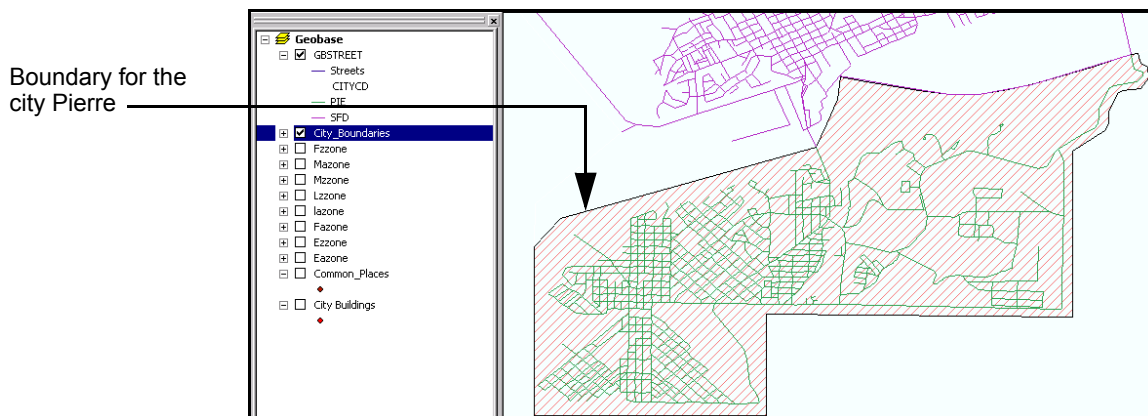 Boundary for the
city Pierre
Geobase
GBSTREET
Streets
CITYCD
PIE
SFD
City_Boundaries
Fzzone
Mazone
Mzzone
Lzzone
lazone
Fazone
Ezzone
Eazone
Common_Places
City Buildings